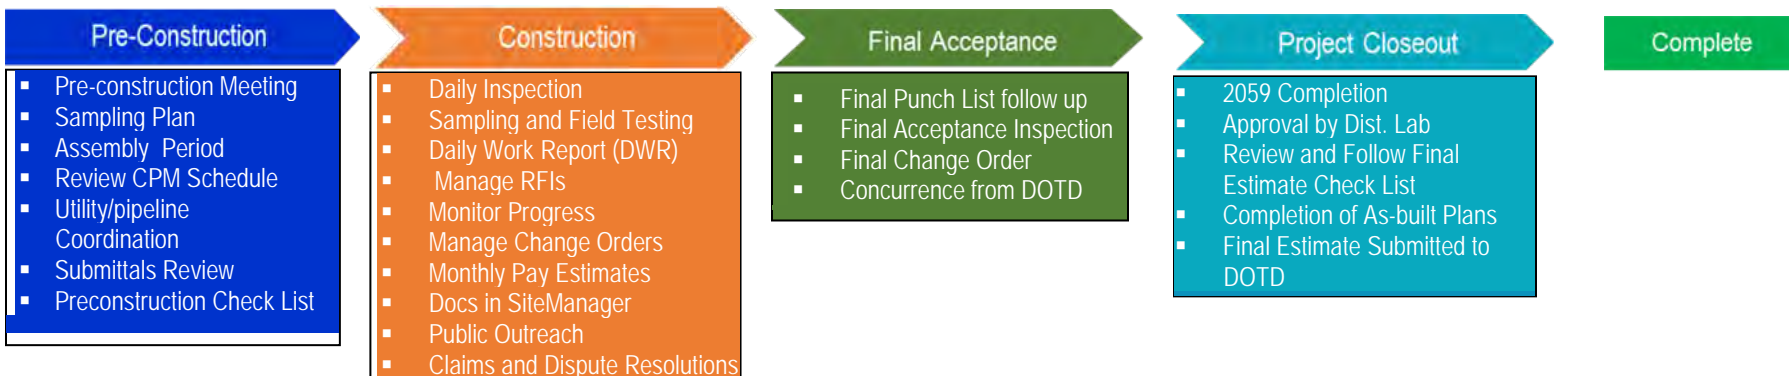 Pre-Construction
Pre-construction Meeting
Sampling Plan
Assembly Period
Review CPM Schedule
Utility/pipeline
Coordination
Submittals Review
Preconstruction Check List
Construction
Daily Inspection
Sampling and Field Testing
Daily Work Report (DWR)
Manage RFIs
Monitor Progress
Manage Change Orders
Monthly Pay Estimates
Docs in SiteManager
Public Outreach
Claims and Dispute Resolutions
Final Acceptance
Final Punch List follow up
Final Acceptance Inspection
Final Change Order
Concurrence from DOTD
Project Closeout
2059 Completion
Approval by Dist. Lab
Review and Follow Final
Estimate Check List
Completion of As-built Plans
Final Estimate Submitted to
DOTD
Complete